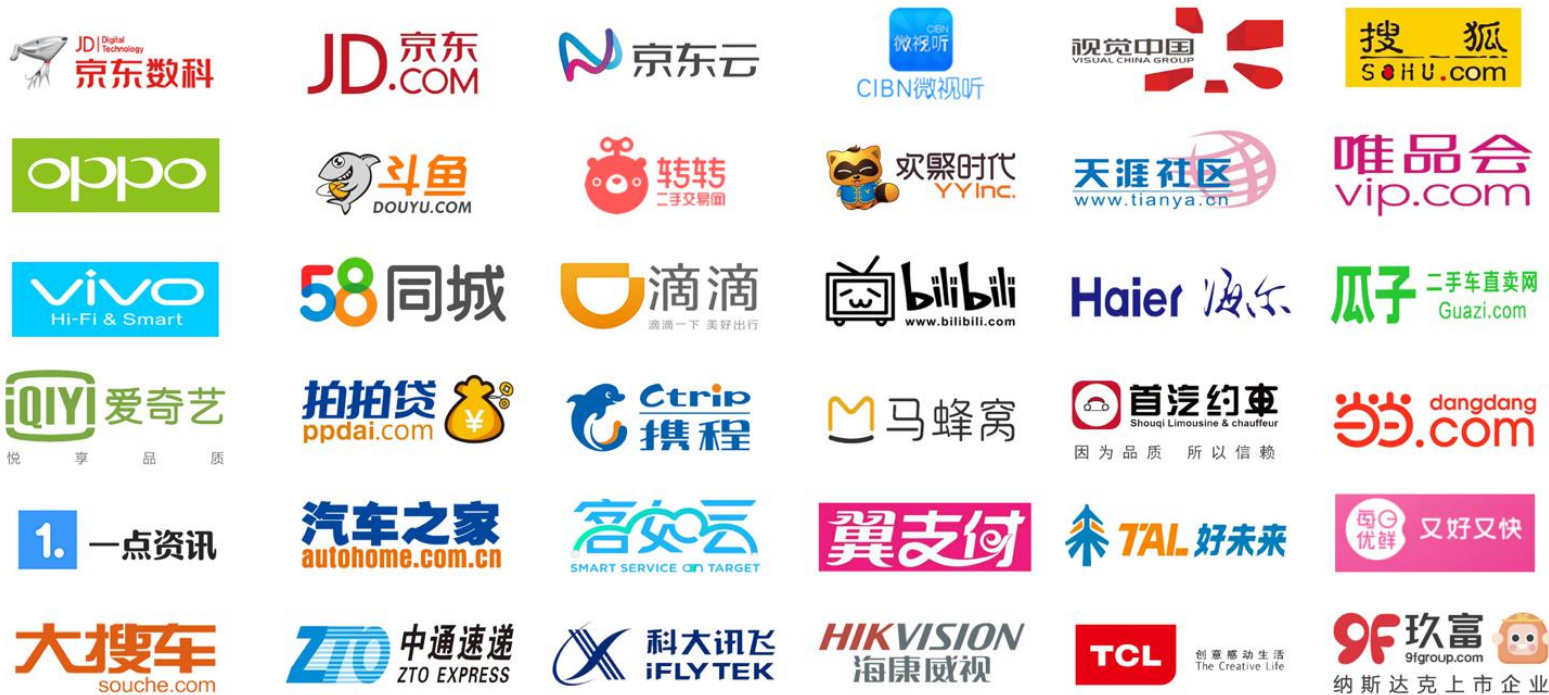 JD Digital
Technology
京东数科
JD 京东
.COM
京东云
CIBN
微视听
CIBN微视听
视觉中国
VISUAL CHINA GROUP
搜狐
SOHU.com
oppo
斗鱼
DOUYU.COM
转转
二手交易网
欢聚时代
YYInc.
天涯社区
www.tianya.cn
唯品会
vip.com
vivo
Hi-Fi & Smart
58同城
滴滴
滴滴一下 美好出行
bilibili
www.bilibili.com
Haier 海尔
瓜子 二手车直卖网
Guazi.com
iQIYI 爱奇艺
悦享品质
拍拍贷
ppdai.com
¥
Ctrip
携程
马蜂窝
首汽约車
Shouqi Limousine & chauffeur
因为品质 所以信赖
当当
dangdang
.com
1.
一点资讯
汽车之家
autohome.com.cn
客如云
SMART SERVICE on TARGET
翼支付
TAL 好未来
每日
优鲜
又好又快
大搜车
souche.com
ZTO 中通速递
ZTO EXPRESS
科大讯飞
iFLYTEK
HIKVISION
海康威视
TCL
创意感动生活
The Creative Life
9F 玖富
9fgroup.com
纳斯达克上市企业